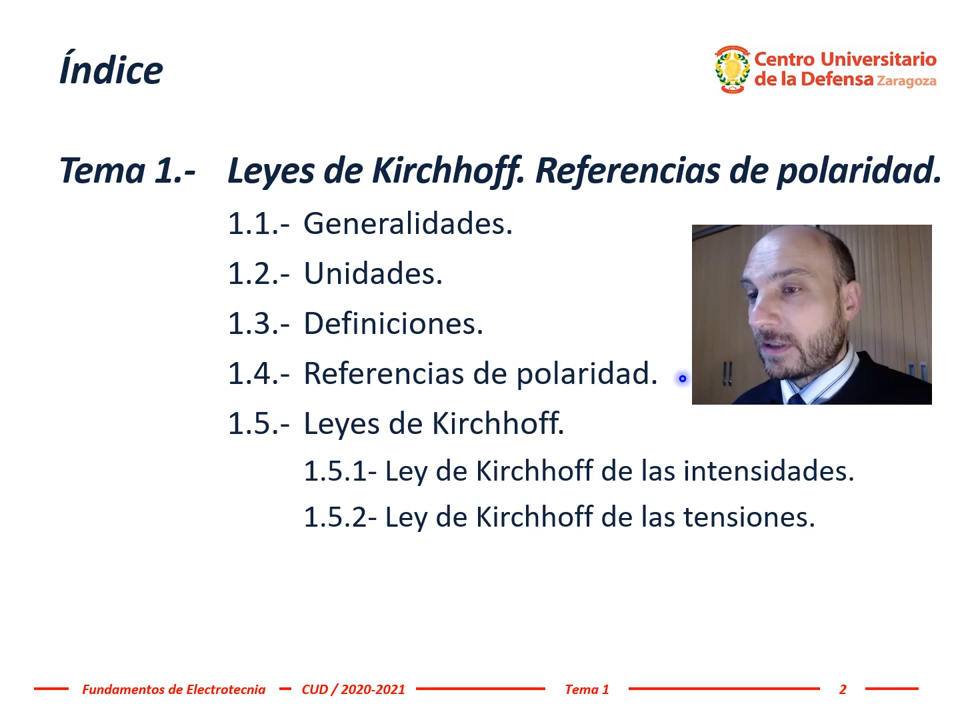 Índice
Centro Universitario
de la Defensa Zaragoza
Tema 1.- Leyes de Kirchhoff. Referencias de polaridad.
1.1.- Generalidades.
1.2.- Unidades.
1.3.- Definiciones.
1.4.- Referencias de polaridad.
1.5.- Leyes de Kirchhoff.
1.5.1- Ley de Kirchhoff de las intensidades.
1.5.2- Ley de Kirchhoff de las tensiones.
Fundamentos de Electrotecnia CUD / 2020-2021 Tema 1 2